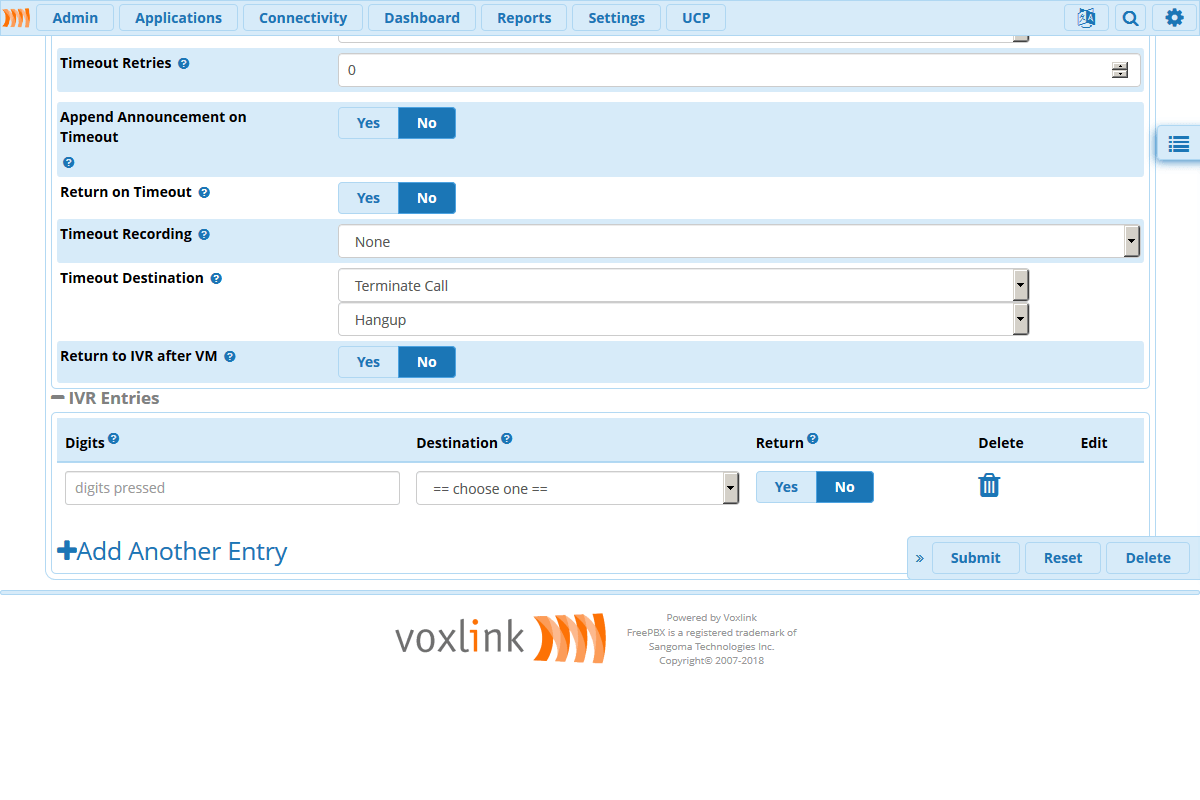 Admin Applications Connectivity Dashboard Reports Settings UCP
Timeout Retries
0
Append Announcement on
Timeout
Yes No
Return on Timeout
Yes No
Timeout Recording
None
Timeout Destination
Terminate Call
Hangup
Return to IVR after VM
Yes No
IVR Entries
Digits Destination Return Delete Edit
digits pressed == choose one == Yes No
Add Another Entry
» Submit Reset Delete
voxlink
Powered by Voxlink
FreePBX is a registered trademark of
Sangoma Technologies Inc.
Copyright© 2007-2018